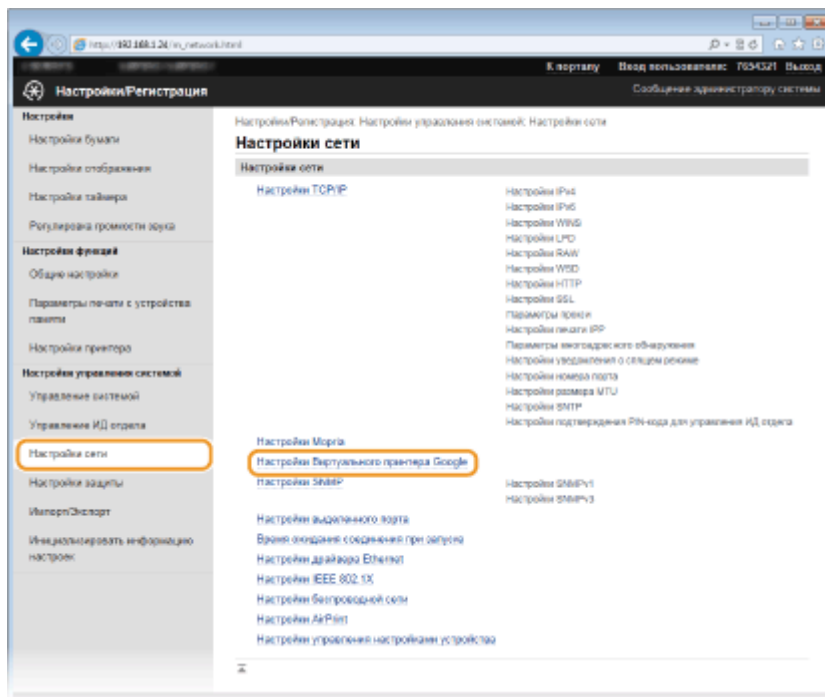 http://192.168.1.24/m_network.html
К порталу Вход пользователя: 7654321 Выход
Настройки/Регистрация
Сообщение администратору системы
Настройки
Настройки бумаги
Настройки отображения
Настройки таймера
Регулировка громкости звука
Настройки функций
Общие настройки
Параметры печати с устройства
памяти
Настройки принтера
Настройки управления системой
Управление системой
Управление ИД отдела
Настройки сети
Настройки защиты
Импорт/Экспорт
Инициализировать информацию
настроек
Настройки/Регистрация: Настройки управления системой: Настройки сети
Настройки сети
Настройки сети
Настройки TCP/IP
Настройки IPv4
Настройки IPv6
Настройки WINS
Настройки LPD
Настройки RAW
Настройки WSD
Настройки HTTP
Настройки SSL
Параметры прокси
Настройки печати IPP
Параметры многоадресного обнаружения
Настройки уведомления о спящем режиме
Настройки номера порта
Настройки размера MTU
Настройки SNTP
Настройки подтверждения PIN-кода для управления ИД отдела
Настройки Mopria
Настройки Виртуального принтера Google
Настройки SNMP
Настройки SNMPv1
Настройки SNMPv3
Настройки выделенного порта
Время ожидания соединения при запуске
Настройки драйвера Ethernet
Настройки IEEE 802.1X
Настройки беспроводной сети
Настройки AirPrint
Настройки управления настройками устройства